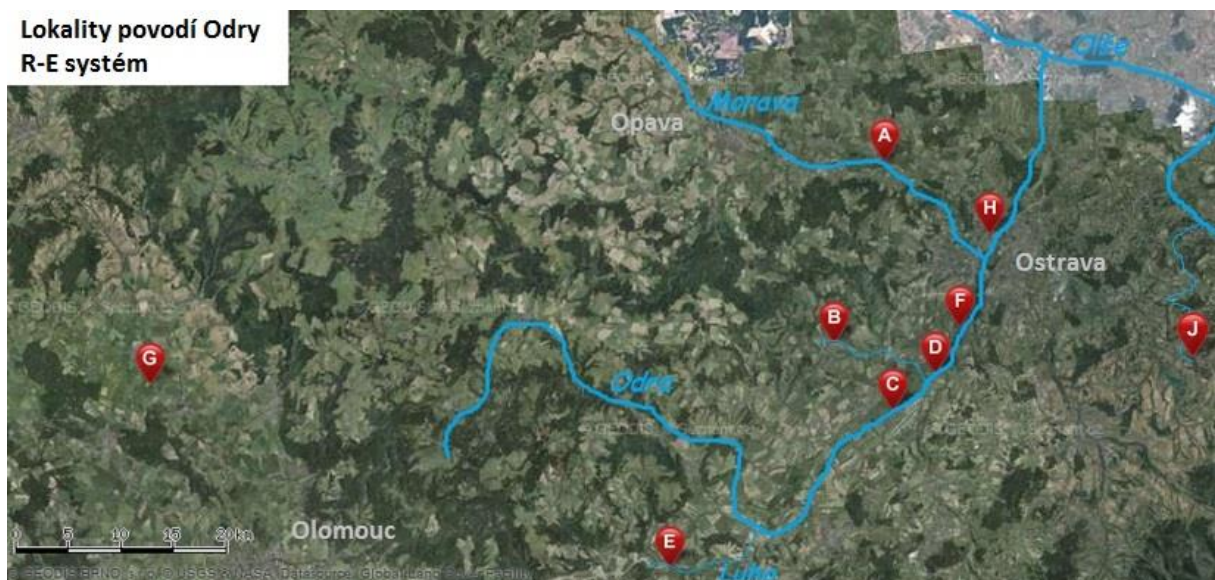 Lokality povodí Odry
R-E systém
Olše
Morava
Opava
A
H
Ostrava
F
B
J
D
G
C
Odra
E
Olomouc
0 5 10 15 20 km
Luha